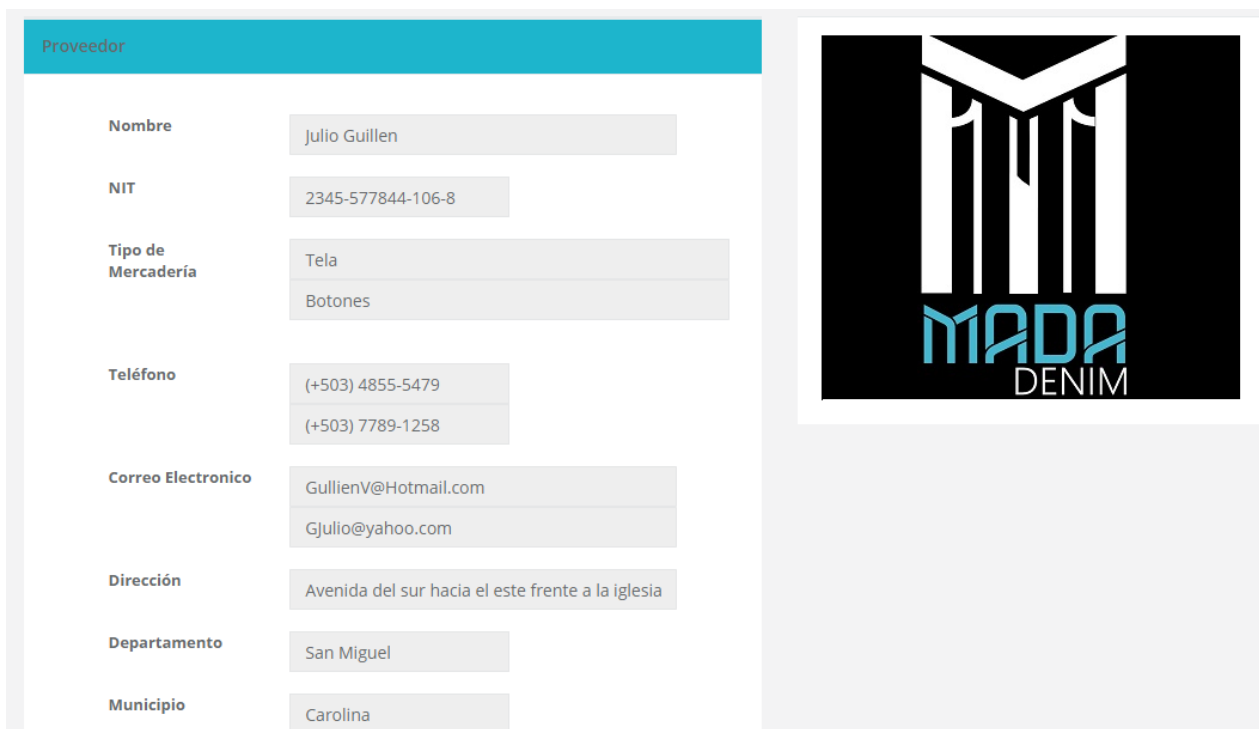 Proveedor
Nombre
Julio Guillen
NIT
2345-577844-106-8
Tipo de
Mercadería
Tela
Botones
Teléfono
(+503) 4855-5479
(+503) 7789-1258
Correo Electronico
GullienV@Hotmail.com
GJulio@yahoo.com
Dirección
Avenida del sur hacia el este frente a la iglesia
Departamento
San Miguel
Municipio
Carolina
MADA
DENIM